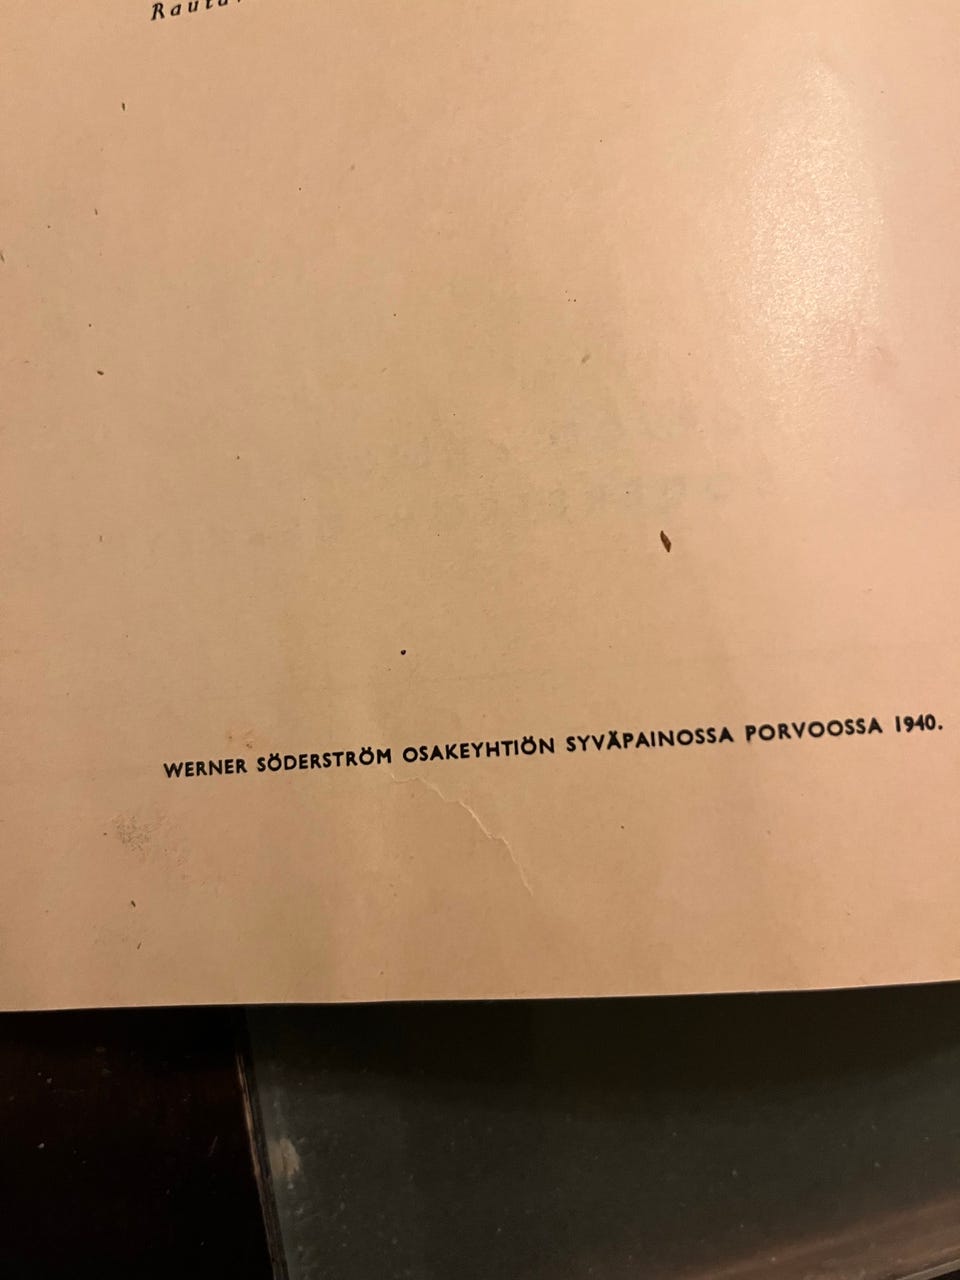 WERNER SÖDERSTRÖM OSAKEYHTIÖN SYVÄPAINOSSA PORVOOSSA 1940.